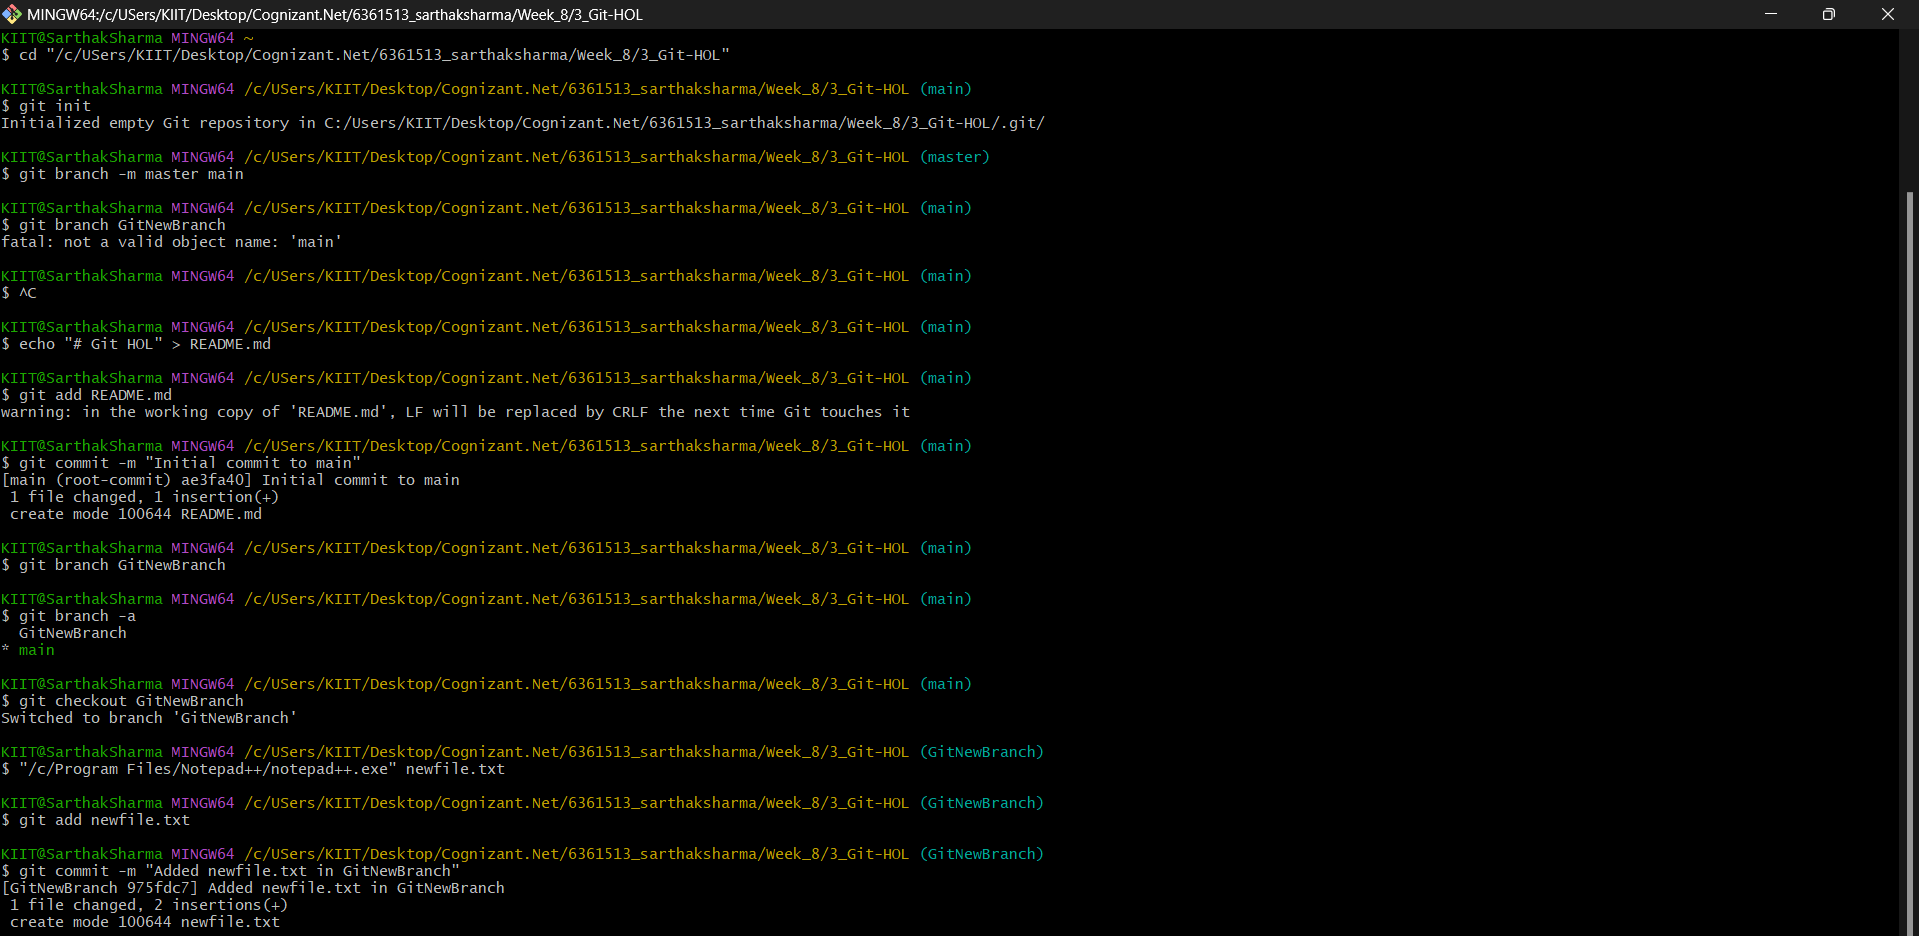 MINGW64:/c/USers/KIIT/Desktop/Cognizant.Net/6361513_sarthaksharma/Week_8/3_Git-HOL
KIIT@SarthakSharma MINGW64 ~
$ cd "/c/USers/KIIT/Desktop/Cognizant.Net/6361513_sarthaksharma/Week_8/3_Git-HOL"
KIIT@SarthakSharma MINGW64 /c/USers/KIIT/Desktop/Cognizant.Net/6361513_sarthaksharma/Week_8/3_Git-HOL (main)
$ git init
Initialized empty Git repository in C:/Users/KIIT/Desktop/Cognizant.Net/6361513_sarthaksharma/Week_8/3_Git-HOL/.git/
KIIT@SarthakSharma MINGW64 /c/USers/KIIT/Desktop/Cognizant.Net/6361513_sarthaksharma/Week_8/3_Git-HOL (master)
$ git branch -m master main
KIIT@SarthakSharma MINGW64 /c/USers/KIIT/Desktop/Cognizant.Net/6361513_sarthaksharma/Week_8/3_Git-HOL (main)
$ git branch GitNewBranch
fatal: not a valid object name: 'main'
KIIT@SarthakSharma MINGW64 /c/USers/KIIT/Desktop/Cognizant.Net/6361513_sarthaksharma/Week_8/3_Git-HOL (main)
$ ^C
KIIT@SarthakSharma MINGW64 /c/USers/KIIT/Desktop/Cognizant.Net/6361513_sarthaksharma/Week_8/3_Git-HOL (main)
$ echo "# Git HOL" > README.md
KIIT@SarthakSharma MINGW64 /c/USers/KIIT/Desktop/Cognizant.Net/6361513_sarthaksharma/Week_8/3_Git-HOL (main)
$ git add README.md
warning: in the working copy of 'README.md', LF will be replaced by CRLF the next time Git touches it
KIIT@SarthakSharma MINGW64 /c/USers/KIIT/Desktop/Cognizant.Net/6361513_sarthaksharma/Week_8/3_Git-HOL (main)
$ git commit -m "Initial commit to main"
[main (root-commit) ae3fa40] Initial commit to main
 1 file changed, 1 insertion(+)
 create mode 100644 README.md
KIIT@SarthakSharma MINGW64 /c/USers/KIIT/Desktop/Cognizant.Net/6361513_sarthaksharma/Week_8/3_Git-HOL (main)
$ git branch GitNewBranch
KIIT@SarthakSharma MINGW64 /c/USers/KIIT/Desktop/Cognizant.Net/6361513_sarthaksharma/Week_8/3_Git-HOL (main)
$ git branch -a
  GitNewBranch
* main
KIIT@SarthakSharma MINGW64 /c/USers/KIIT/Desktop/Cognizant.Net/6361513_sarthaksharma/Week_8/3_Git-HOL (main)
$ git checkout GitNewBranch
Switched to branch 'GitNewBranch'
KIIT@SarthakSharma MINGW64 /c/USers/KIIT/Desktop/Cognizant.Net/6361513_sarthaksharma/Week_8/3_Git-HOL (GitNewBranch)
$ "/c/Program Files/Notepad++/notepad++.exe" newfile.txt
KIIT@SarthakSharma MINGW64 /c/USers/KIIT/Desktop/Cognizant.Net/6361513_sarthaksharma/Week_8/3_Git-HOL (GitNewBranch)
$ git add newfile.txt
KIIT@SarthakSharma MINGW64 /c/USers/KIIT/Desktop/Cognizant.Net/6361513_sarthaksharma/Week_8/3_Git-HOL (GitNewBranch)
$ git commit -m "Added newfile.txt in GitNewBranch"
[GitNewBranch 975fdc7] Added newfile.txt in GitNewBranch
 1 file changed, 2 insertions(+)
 create mode 100644 newfile.txt